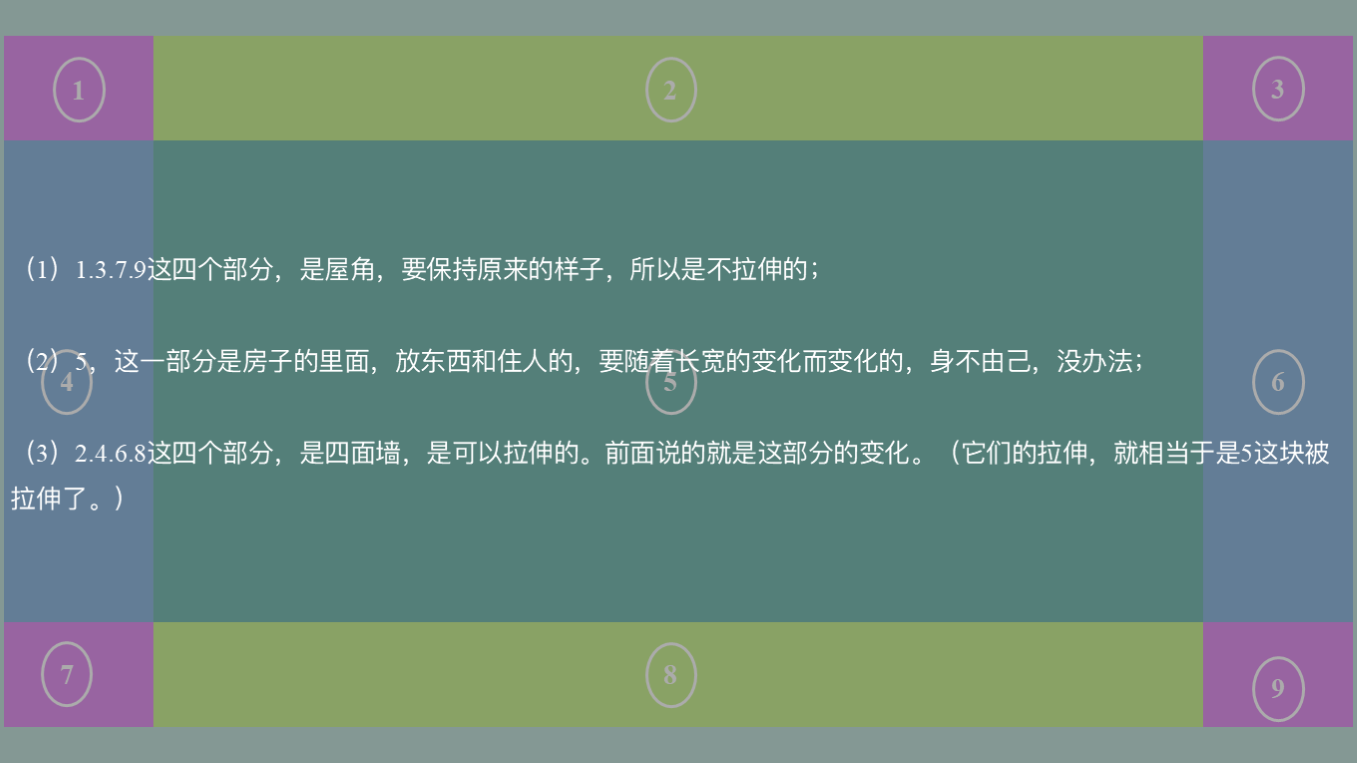 1
2
3
（1）1.3.7.9这四个部分，是屋角，要保持原来的样子，所以是不拉伸的；
（2）5，这一部分是房子的里面，放东西和住人的，要随着长宽的变化而变化的，身不由己，没办法；
4
5
6
（3）2.4.6.8这四个部分，是四面墙，是可以拉伸的。前面说的就是这部分的变化。（它们的拉伸，就相当于是5这块被
拉伸了。）
7
8
9